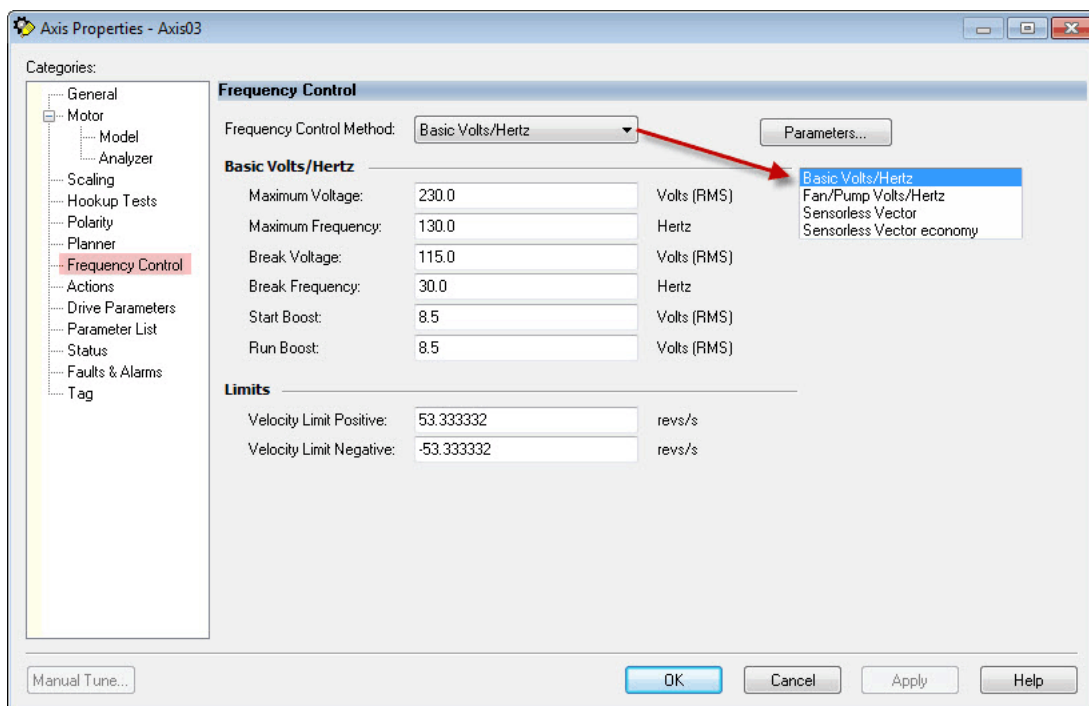 Axis Properties - Axis03
Categories:
General
Motor
Model
Analyzer
Scaling
Hookup Tests
Polarity
Planner
Frequency Control
Actions
Drive Parameters
Parameter List
Status
Faults & Alarms
Tag
Frequency Control
Frequency Control Method: Basic Volts/Hertz Parameters...
Basic Volts/Hertz
Fan/Pump Volts/Hertz
Sensorless Vector
Sensorless Vector economy
Basic Volts/Hertz
Maximum Voltage: 230.0 Volts (RMS)
Maximum Frequency: 130.0 Hertz
Break Voltage: 115.0 Volts (RMS)
Break Frequency: 30.0 Hertz
Start Boost: 8.5 Volts (RMS)
Run Boost: 8.5 Volts (RMS)
Limits
Velocity Limit Positive: 53.333332 revs/s
Velocity Limit Negative: -53.333332 revs/s
Manual Tune... OK Cancel Apply Help